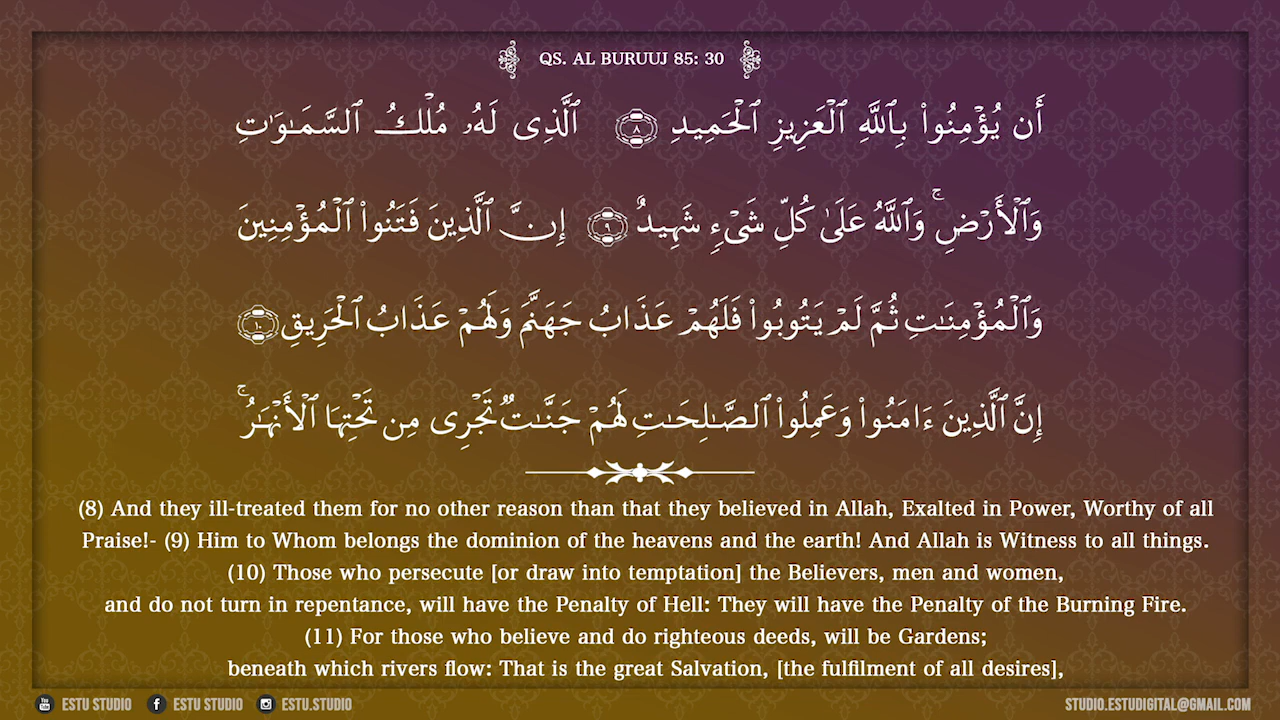 QS. AL BURUUJ 85: 30
أَن يُؤْمِنُوا۟ بِٱللَّهِ ٱلْعَزِيزِ ٱلْحَمِيدِ ٨ ٱلَّذِى لَهُۥ مُلْكُ ٱلسَّمَـٰوَٰتِ
وَٱلْأَرْضِ ۚ وَٱللَّهُ عَلَىٰ كُلِّ شَىْءٍ شَهِيدٌ ٩ إِنَّ ٱلَّذِينَ فَتَنُوا۟ ٱلْمُؤْمِنِينَ
وَٱلْمُؤْمِنَـٰتِ ثُمَّ لَمْ يَتُوبُوا۟ فَلَهُمْ عَذَابُ جَهَنَّمَ وَلَهُمْ عَذَابُ ٱلْحَرِيقِ ١٠
إِنَّ ٱلَّذِينَ ءَامَنُوا۟ وَعَمِلُوا۟ ٱلصَّـٰلِحَـٰتِ لَهُمْ جَنَّـٰتٌ تَجْرِى مِن تَحْتِهَا ٱلْأَنْهَـٰرُ ۚ
(8) And they ill-treated them for no other reason than that they believed in Allah, Exalted in Power, Worthy of all
Praise!- (9) Him to Whom belongs the dominion of the heavens and the earth! And Allah is Witness to all things.
(10) Those who persecute [or draw into temptation] the Believers, men and women,
and do not turn in repentance, will have the Penalty of Hell: They will have the Penalty of the Burning Fire.
(11) For those who believe and do righteous deeds, will be Gardens;
beneath which rivers flow: That is the great Salvation, [the fulfilment of all desires],
You Tube ESTU STUDIO f ESTU STUDIO ESTU.STUDIO STUDIO.ESTUDIGITAL@GMAIL.COM